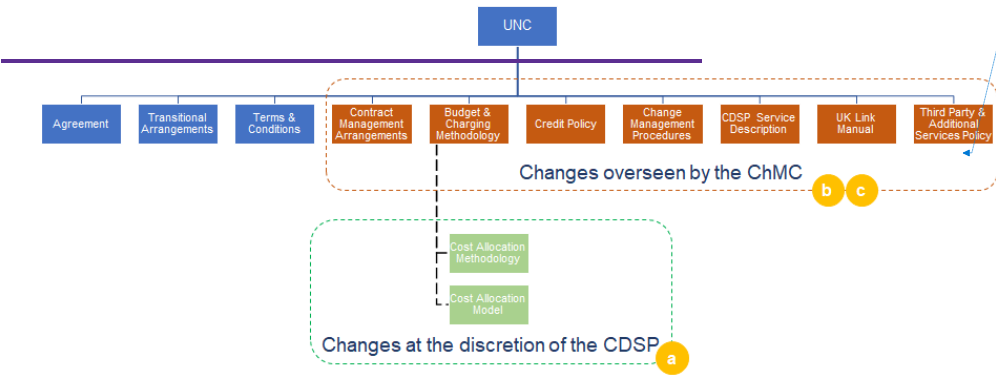 UNC
Agreement
Transitional
Arrangements
Terms &
Conditions
Contract
Management
Arrangements
Budget &
Charging
Methodology
Credit Policy
Change
Management
Procedures
CDSP Service
Description
UK Link
Manual
Third Party &
Additional
Services Policy
Changes overseen by the ChMC
b
c
Cost Allocation
Methodology
Cost Allocation
Model
Changes at the discretion of the CDSP
a